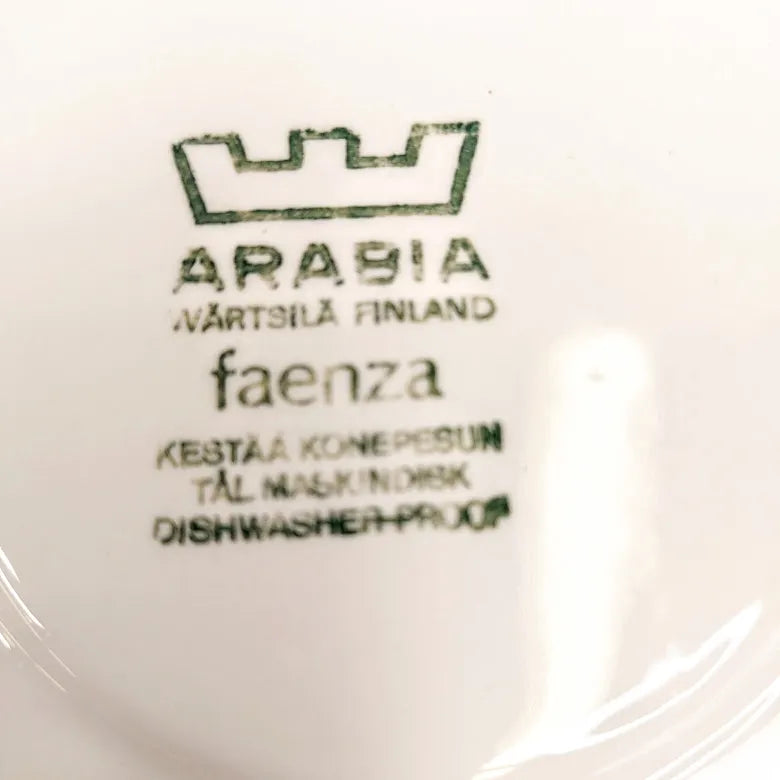 ARABIA
WÄRTSILÄ FINLAND
faenza
KESTÄÄ KONEPESUN
TÅL MASKINDISK
DISHWASHER-PROOF